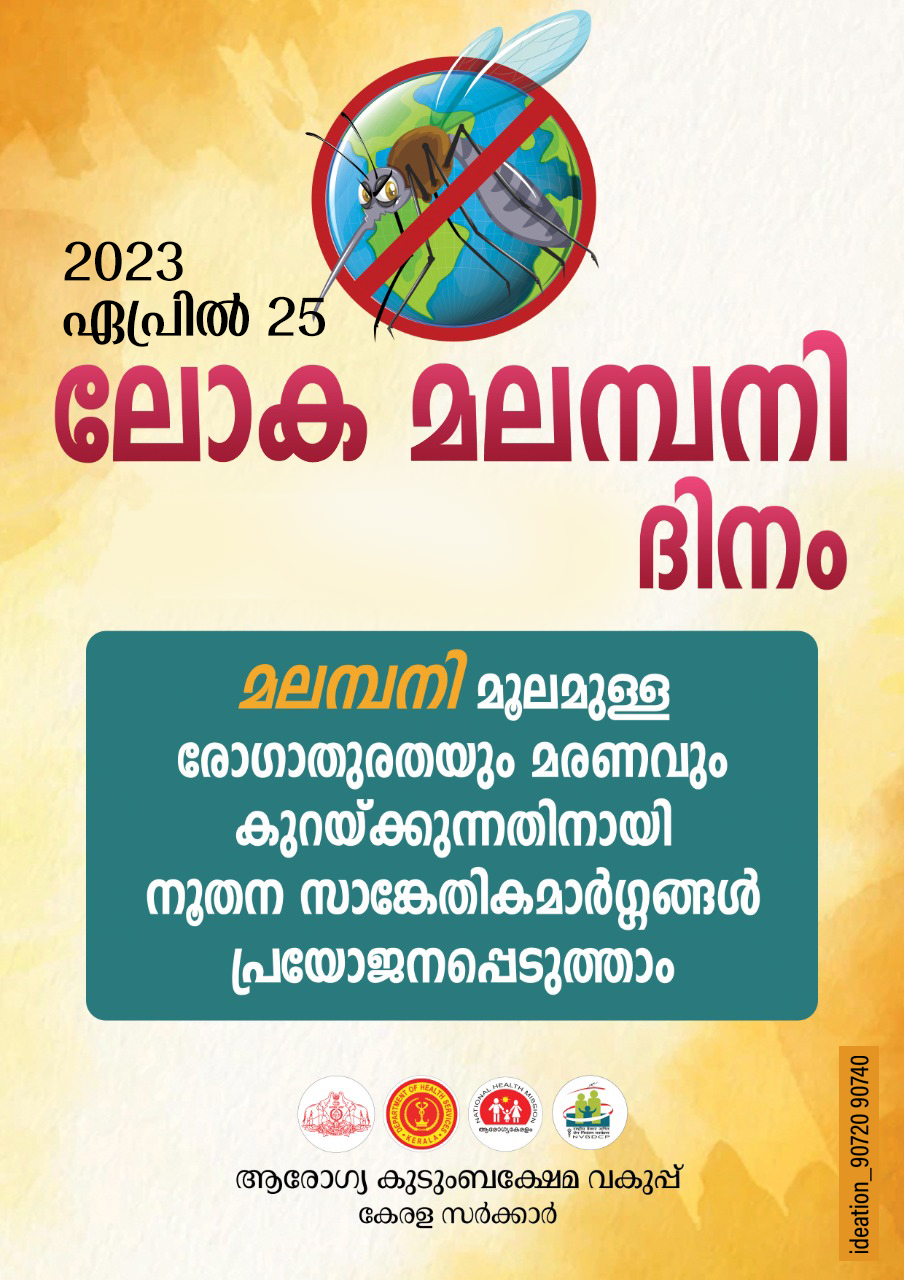 2023
ഏപ്രിൽ 25
ലോക മലമ്പനി
ദിനം
മലമ്പനി മൂലമുള്ള
രോഗാതുരതയും മരണവും
കുറയ്ക്കുന്നതിനായി
നൂതന സാങ്കേതികമാർഗ്ഗങ്ങൾ
പ്രയോജനപ്പെടുത്താം
DEPARTMENT OF HEALTH SERVICES
KERALA
NATIONAL HEALTH MISSION
ആരോഗ്യകേരളം
NVBDCP
ആരോഗ്യ കുടുംബക്ഷേമ വകുപ്പ്
കേരള സർക്കാർ
ideation_90720 90740